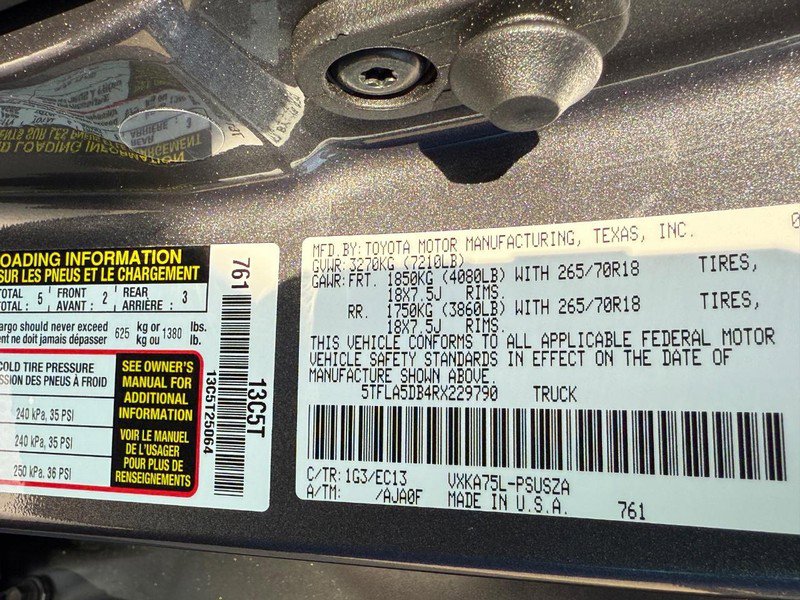 OADING INFORMATION
SUR LES PNEUS ET LE CHARGEMENT
TOTAL 5 FRONT 2 REAR 3
TOTAL : AVANT : ARRIÈRE :
argo should never exceed 625 kg or 1380 lbs.
ent ne doit jamais dépasser kg ou lb.
COLD TIRE PRESSURE
SSION DES PNEUS À FROID
240 kPa, 35 PSI
240 kPa, 35 PSI
250 kPa, 36 PSI
SEE OWNER'S
MANUAL FOR
ADDITIONAL
INFORMATION
VOIR LE MANUEL
DE L'USAGER
POUR PLUS DE
RENSEIGNEMENTS
761
13C5T
13C5T25064
MFD.BY:TOYOTA MOTOR MANUFACTURING, TEXAS, INC.
GVWR:3270KG (7210LB)
GAWR:FRT. 1850KG (4080LB) WITH 265/70R18 TIRES,
18X7.5J RIMS.
RR. 1750KG (3860LB) WITH 265/70R18 TIRES,
18X7.5J RIMS.
THIS VEHICLE CONFORMS TO ALL APPLICABLE FEDERAL MOTOR
VEHICLE SAFETY STANDARDS IN EFFECT ON THE DATE OF
MANUFACTURE SHOWN ABOVE.
5TFLA5DB4RX229790 TRUCK
C/TR: 1G3/EC13 VXKA75L-PSUSZA
A/TM: /AJA0F MADE IN U.S.A. 761